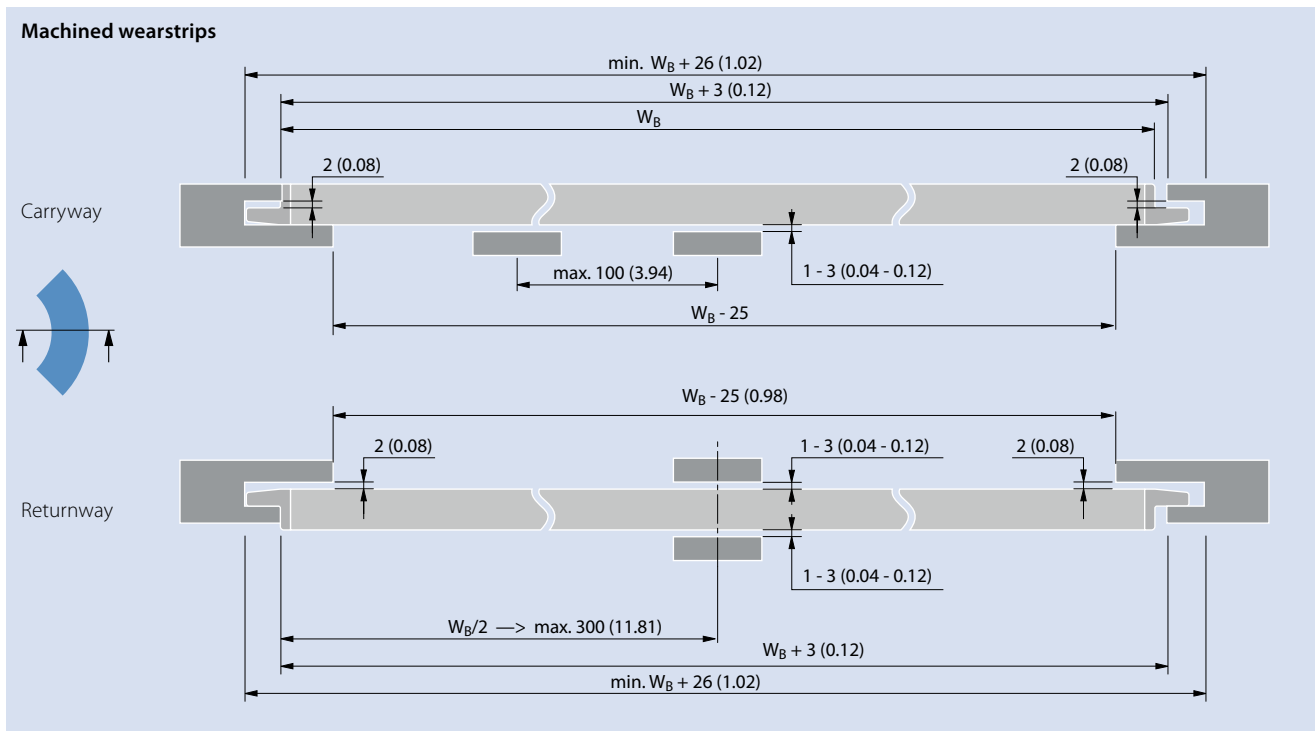 Machined wearstrips
min. WB + 26 (1.02)
WB + 3 (0.12)
WB
2 (0.08)
2 (0.08)
Carryway
max. 100 (3.94)
1 - 3 (0.04 - 0.12)
WB - 25
WB - 25 (0.98)
2 (0.08)
1 - 3 (0.04 - 0.12)
2 (0.08)
Returnway
1 - 3 (0.04 - 0.12)
WB/2 —> max. 300 (11.81)
WB + 3 (0.12)
min. WB + 26 (1.02)